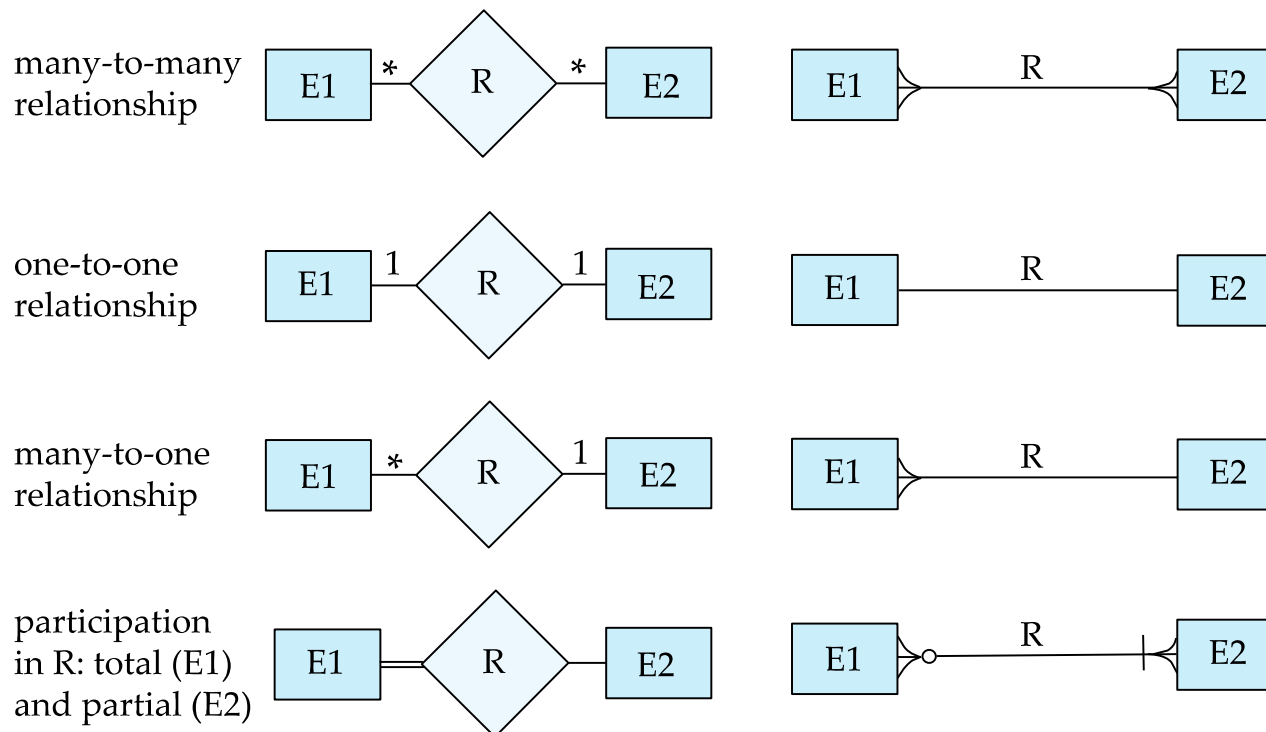 many-to-many
relationship
E1 * R * E2
E1 R E2
one-to-one
relationship
E1 1 R 1 E2
E1 R E2
many-to-one
relationship
E1 * R 1 E2
E1 R E2
participation
in R: total (E1)
and partial (E2)
E1 R E2
E1 R E2